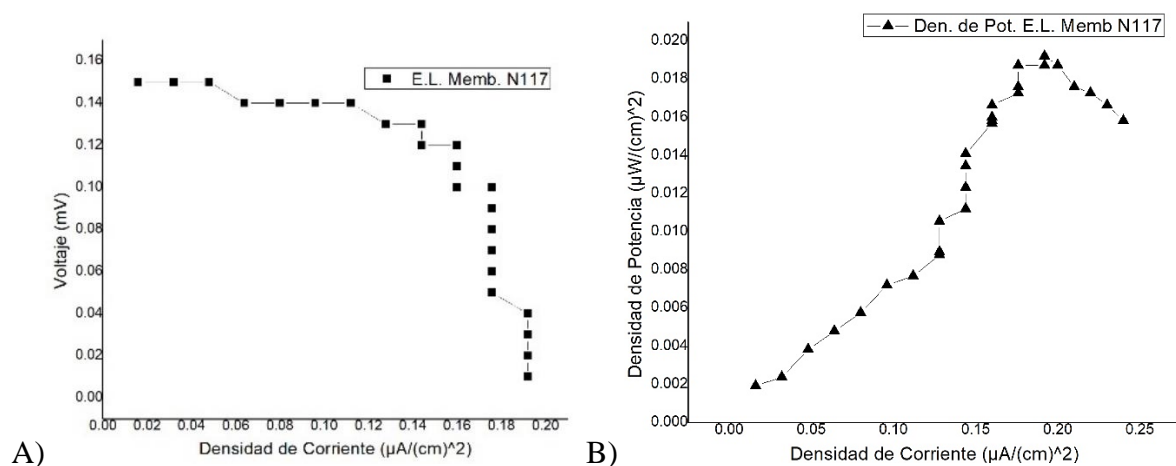 0.16
0.14
0.12
0.10
0.08
0.06
0.04
0.02
0.00
Voltaje (mV)
E.L. Memb. N117
0.00 0.02 0.04 0.06 0.08 0.10 0.12 0.14 0.16 0.18 0.20
Densidad de Corriente (µA/(cm)^2)
A)
Den. de Pot. E.L. Memb N117
0.020
0.018
0.016
0.014
0.012
0.010
0.008
0.006
0.004
0.002
0.000
Densidad de Potencia (µW/(cm)^2)
0.00 0.05 0.10 0.15 0.20 0.25
Densidad de Corriente (µA/(cm)^2)
B)